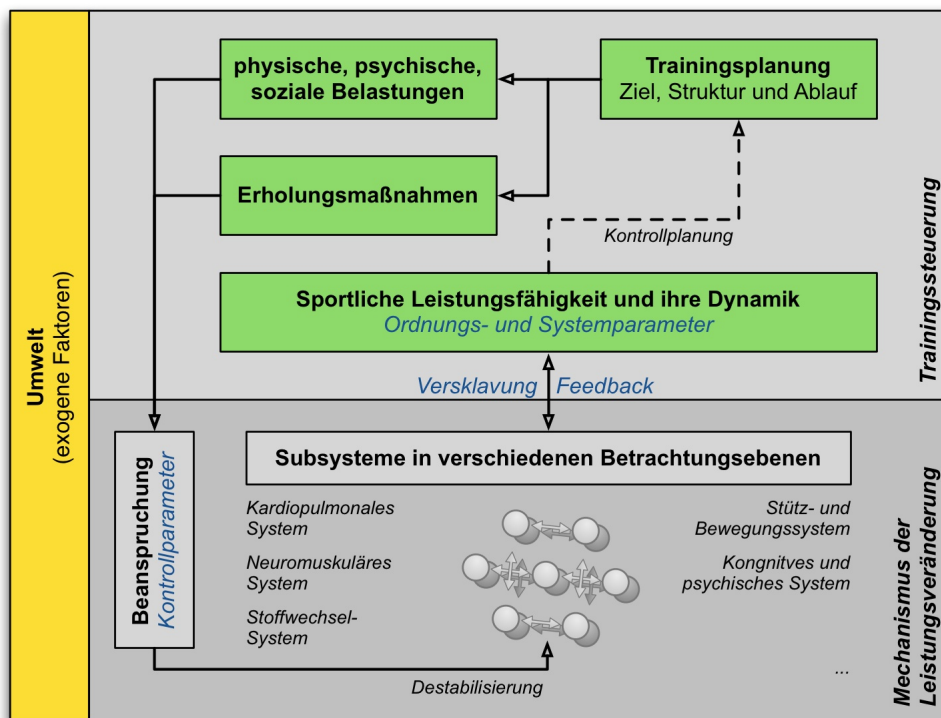 Umwelt
(exogene Faktoren)
physische, psychische,
soziale Belastungen
Trainingsplanung
Ziel, Struktur und Ablauf
Erholungsmaßnahmen
Kontrollplanung
Sportliche Leistungsfähigkeit und ihre Dynamik
Ordnungs- und Systemparameter
Versklavung
Feedback
Trainingssteuerung
Beanspruchung
Kontrollparameter
Subsysteme in verschiedenen Betrachtungsebenen
Kardiopulmonales
System
Neuromuskuläres
System
Stoffwechsel-
System
Stütz- und
Bewegungssystem
Kongnitves und
psychisches System
...
Destabilisierung
Mechanismus der
Leistungsveränderung